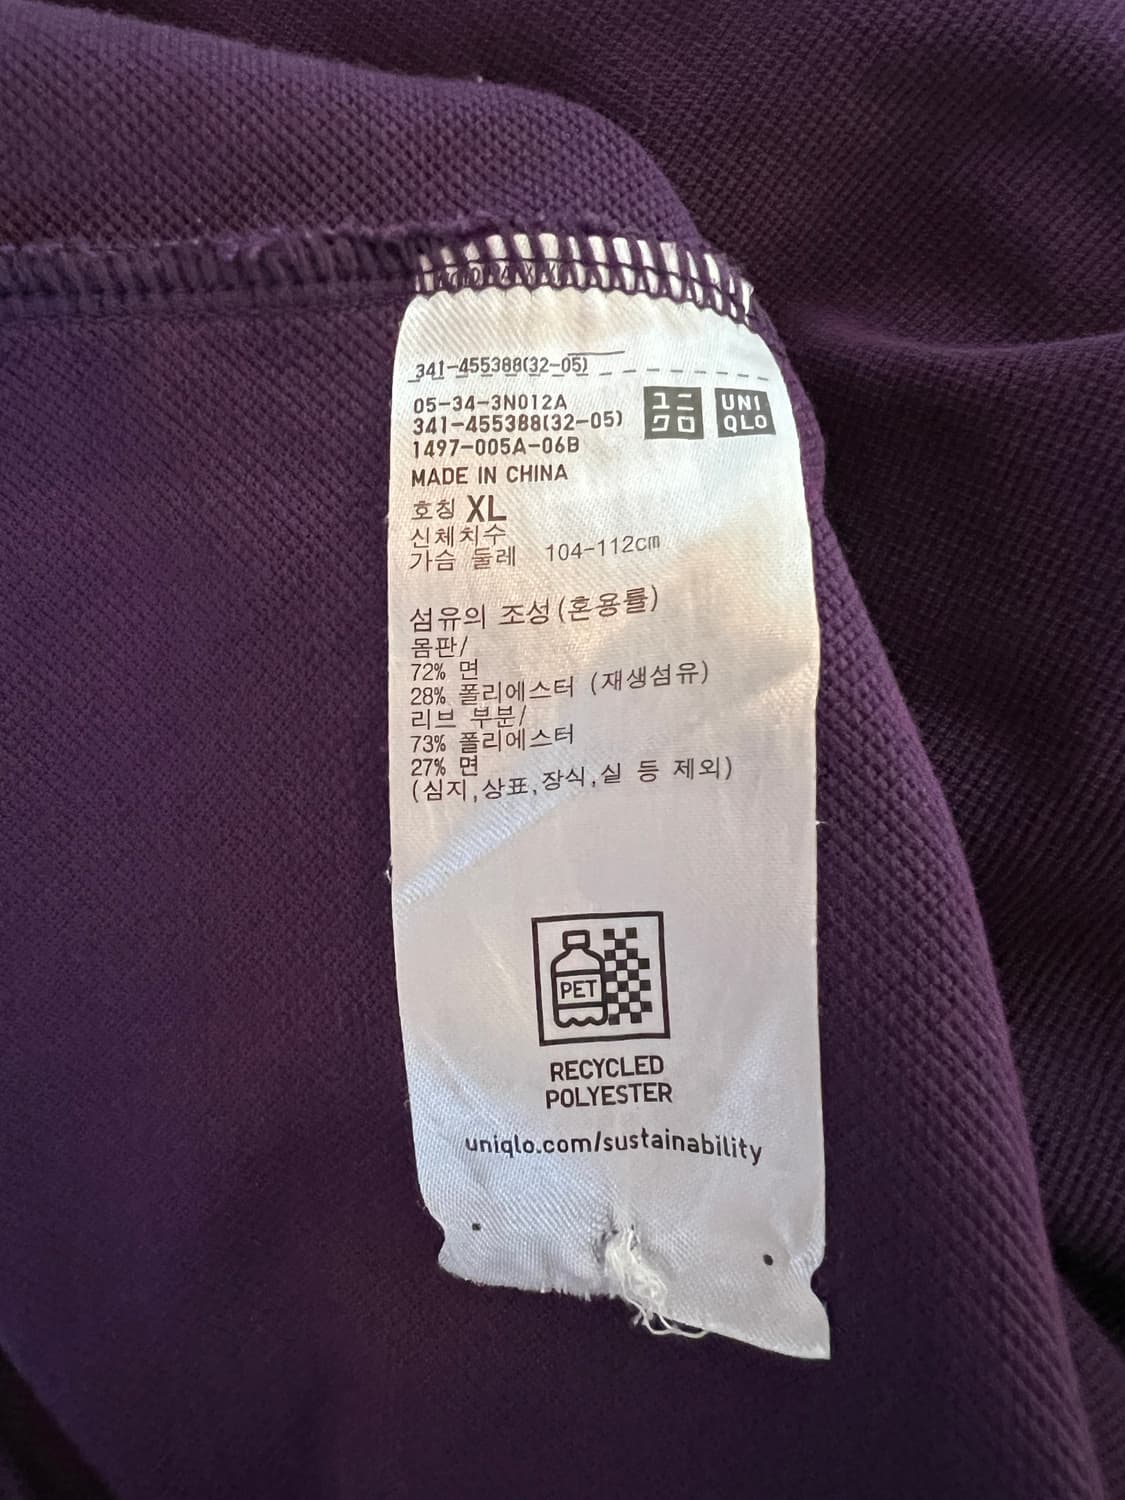 341-455388(32-05)
05-34-3N012A
341-455388(32-05)
1497-005A-06B
ユニ
クロ
UNI
QLO
MADE IN CHINA
호칭 XL
신체치수
가슴 둘레 104-112cm
섬유의 조성(혼용률)
몸판/
72% 면
28% 폴리에스터 (재생섬유)
리브 부분/
73% 폴리에스터
27% 면
(심지,상표,장식,실 등 제외)
PET
RECYCLED
POLYESTER
uniqlo.com/sustainability